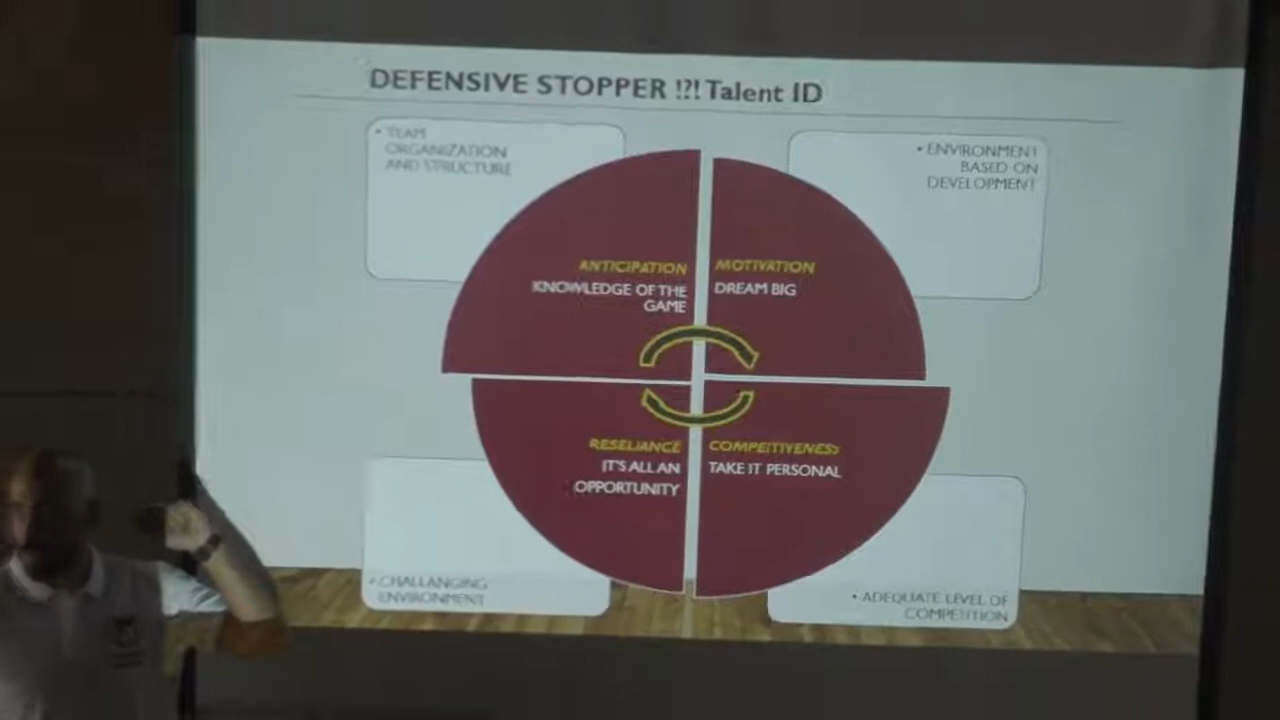 DEFENSIVE STOPPER !?! Talent ID
• TEAM
ORGANIZATION
AND STRUCTURE
• ENVIRONMENT
BASED ON
DEVELOPMENT
ANTICIPATION
KNOWLEDGE OF THE
GAME
MOTIVATION
DREAM BIG
RESELIANCE
IT'S ALL AN
OPPORTUNITY
COMPEITIVENESS
TAKE IT PERSONAL
• CHALLANGING
ENVIRONMENT
• ADEQUATE LEVEL OF
COMPETITION